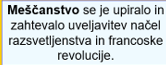 Meščanstvo se je upiralo in
zahtevalo uveljavitev načel
razsvetljenstva in francoske
revolucije.